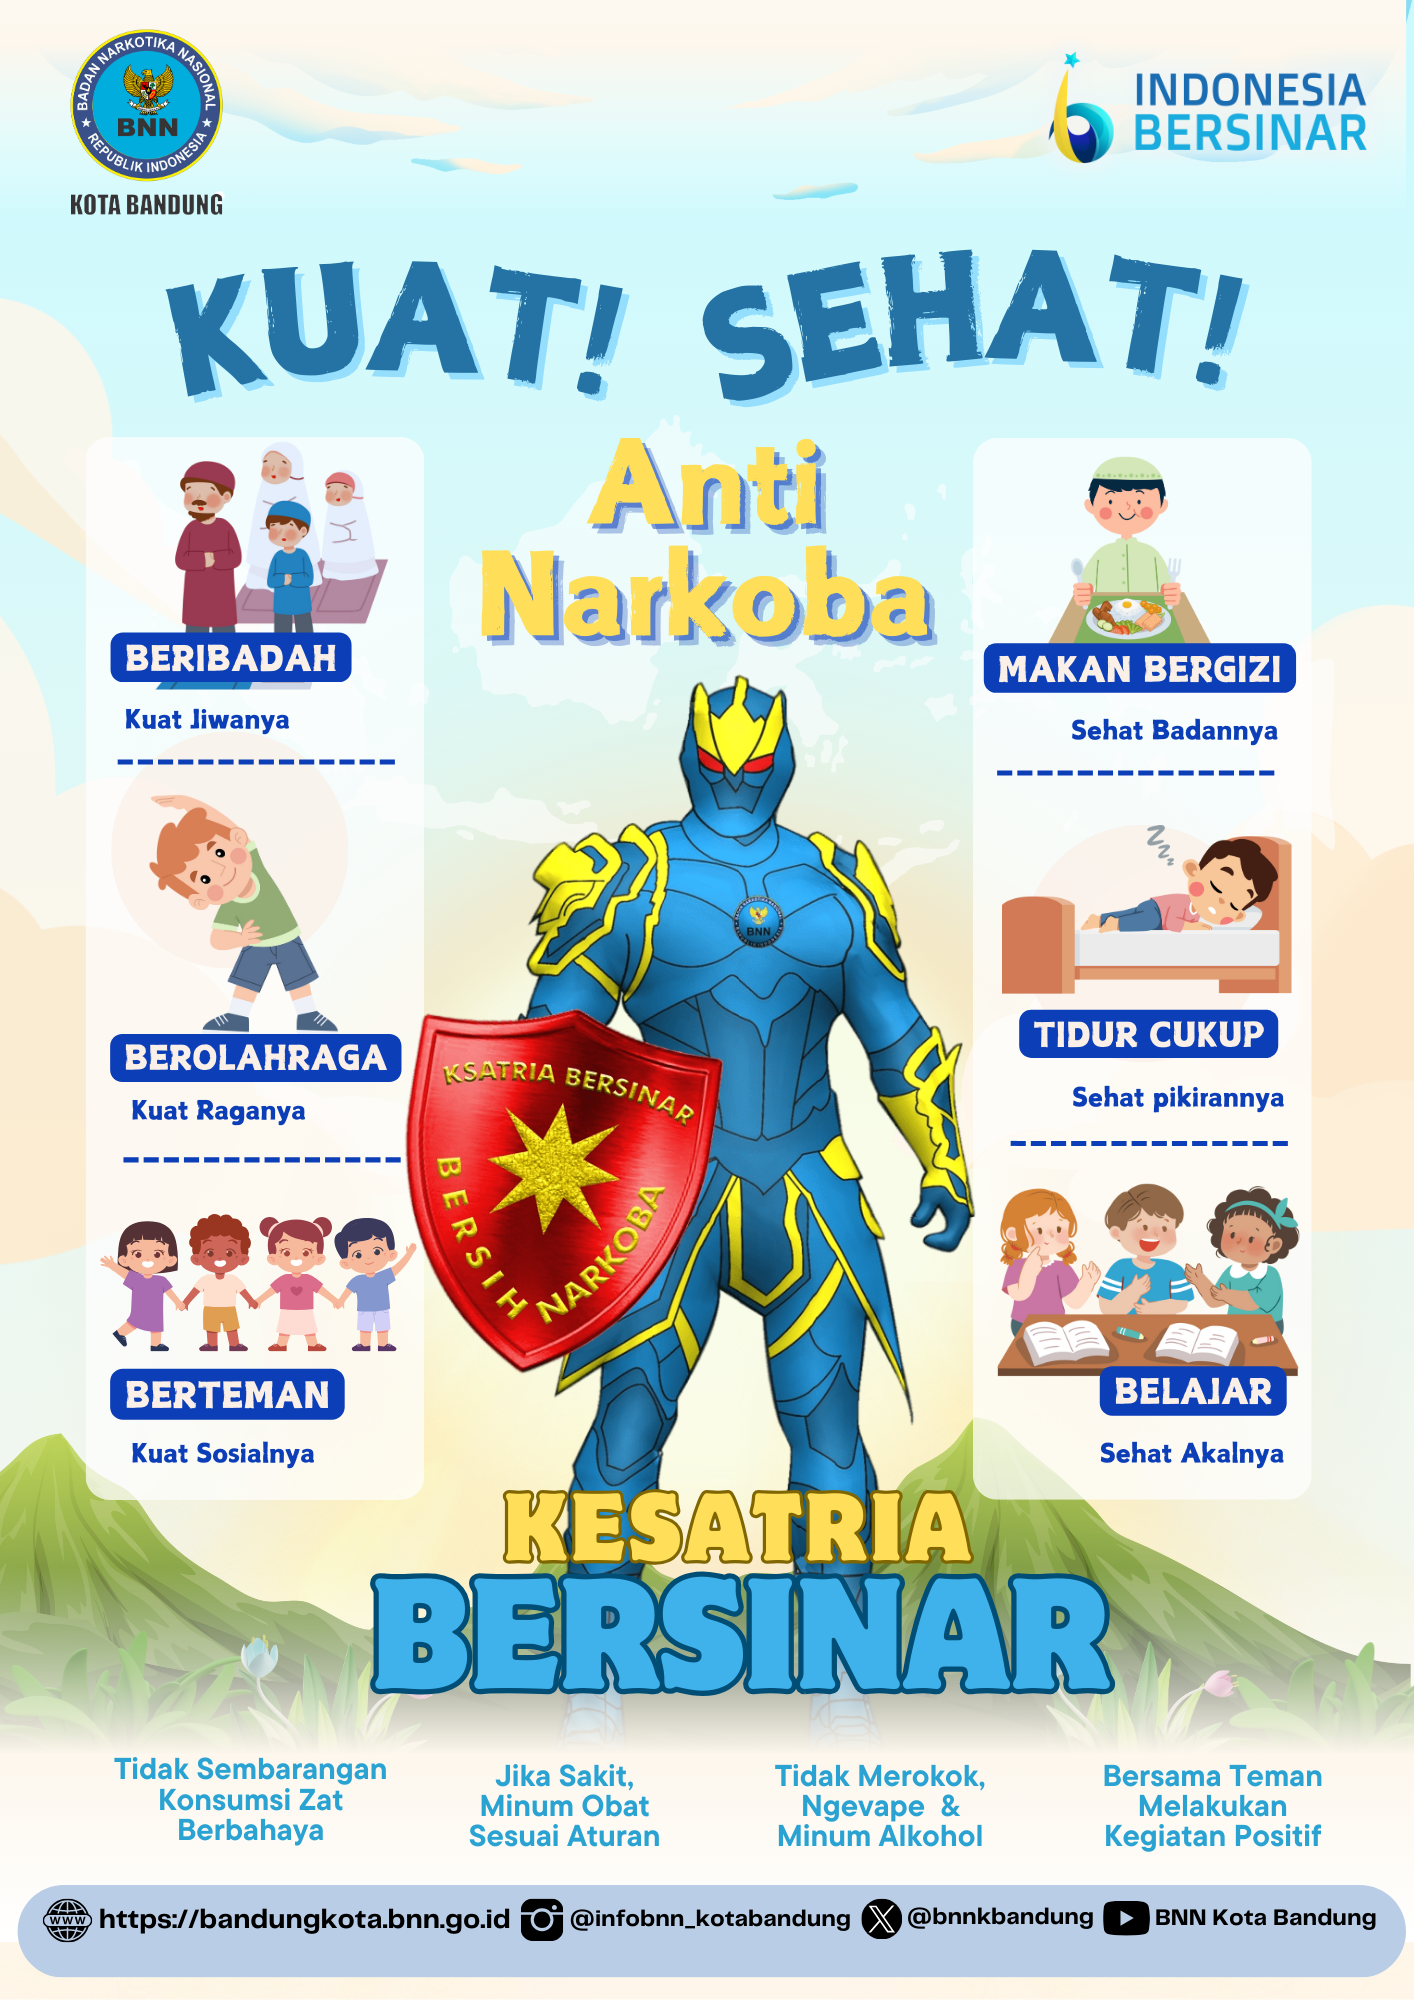 BADAN NARKOTIKA NASIONAL
BNN
REPUBLIK INDONESIA
KOTA BANDUNG
INDONESIA
BERSINAR
KUAT! SEHAT!
Anti
Narkoba
BERIBADAH
Kuat Jiwanya
BEROLAHRAGA
Kuat Raganya
BERTEMAN
Kuat Sosialnya
MAKAN BERGIZI
Sehat Badannya
zzz
TIDUR CUKUP
Sehat pikirannya
BELAJAR
Sehat Akalnya
BNN
KSATRIA BERSINAR
BERSIH NARKOBA
KESATRIA
BERSINAR
Tidak Sembarangan
Konsumsi Zat
Berbahaya
Jika Sakit,
Minum Obat
Sesuai Aturan
Tidak Merokok,
Ngevape &
Minum Alkohol
Bersama Teman
Melakukan
Kegiatan Positif
www https://bandungkota.bnn.go.id @infobnn_kotabandung @bnnkbandung BNN Kota Bandung